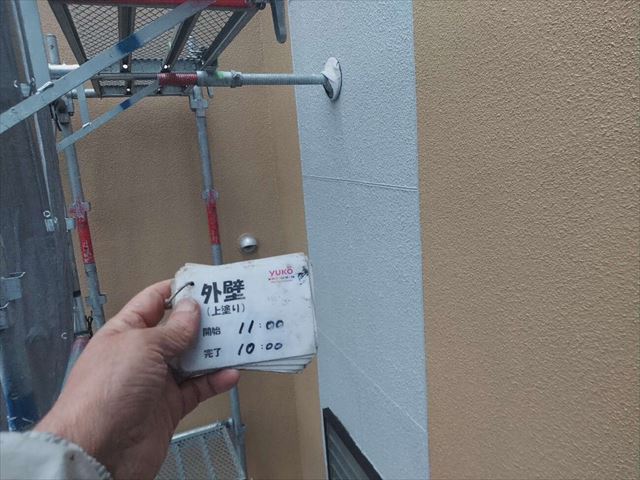 YUKO
外壁
（上塗り）
開始 11:00
完了 10:00